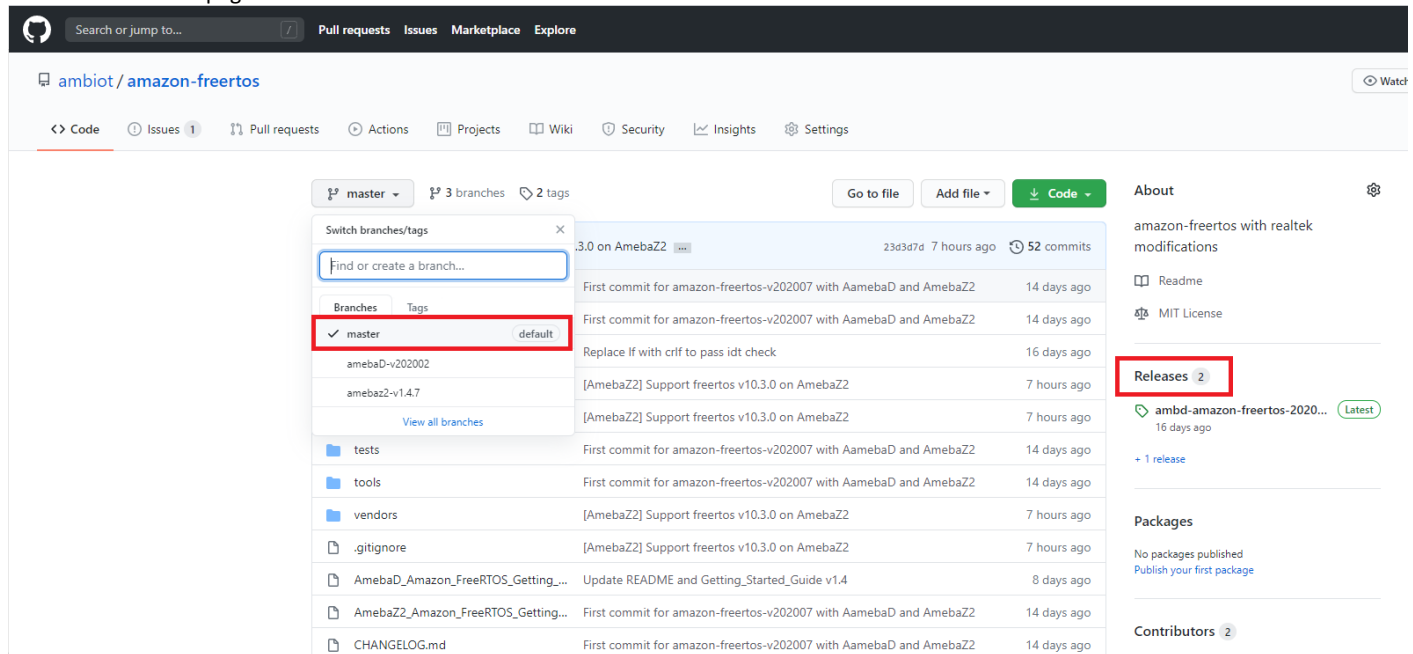 Search or jump to... / Pull requests Issues Marketplace Explore
ambiot / amazon-freertos
Watch
<> Code Issues 1 Pull requests Actions Projects Wiki Security Insights Settings
master 3 branches 2 tags Go to file Add file Code
Switch branches/tags
Find or create a branch...
Branches Tags
master default
amebaD-v202002
amebaz2-v1.4.7
View all branches
.3.0 on AmebaZ2 ... 23d3d7d 7 hours ago 52 commits
First commit for amazon-freertos-v202007 with AamebaD and AmebaZ2 14 days ago
First commit for amazon-freertos-v202007 with AamebaD and AmebaZ2 14 days ago
Replace lf with crlf to pass idt check 16 days ago
[AmebaZ2] Support freertos v10.3.0 on AmebaZ2 7 hours ago
[AmebaZ2] Support freertos v10.3.0 on AmebaZ2 7 hours ago
tests First commit for amazon-freertos-v202007 with AamebaD and AmebaZ2 14 days ago
tools First commit for amazon-freertos-v202007 with AamebaD and AmebaZ2 14 days ago
vendors [AmebaZ2] Support freertos v10.3.0 on AmebaZ2 7 hours ago
.gitignore [AmebaZ2] Support freertos v10.3.0 on AmebaZ2 7 hours ago
AmebaD_Amazon_FreeRTOS_Getting_... Update README and Getting_Started_Guide v1.4 8 days ago
AmebaZ2_Amazon_FreeRTOS_Getting... First commit for amazon-freertos-v202007 with AamebaD and AmebaZ2 14 days ago
CHANGELOG.md First commit for amazon-freertos-v202007 with AamebaD and AmebaZ2 14 days ago
About
amazon-freertos with realtek
modifications
Readme
MIT License
Releases 2
ambd-amazon-freertos-2020... Latest
16 days ago
+ 1 release
Packages
No packages published
Publish your first package
Contributors 2